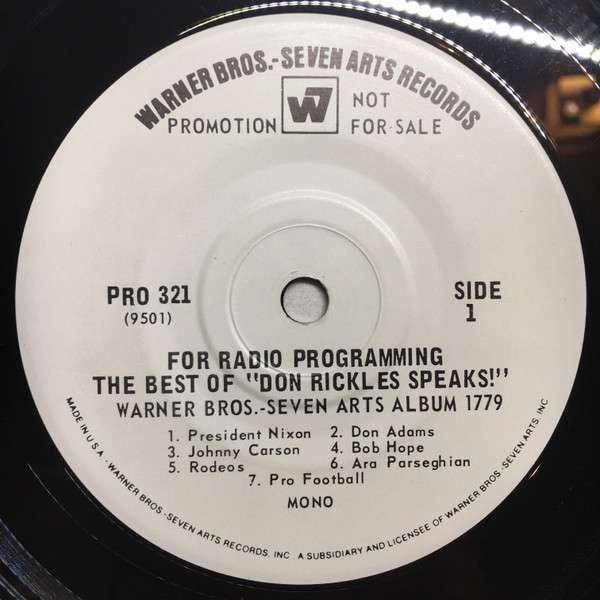 WARNER BROS.-SEVEN ARTS RECORDS
PROMOTION W7 NOT
FOR SALE
PRO 321
(9501)
SIDE
1
FOR RADIO PROGRAMMING
THE BEST OF "DON RICKLES SPEAKS!"
WARNER BROS.-SEVEN ARTS ALBUM 1779
1. President Nixon 2. Don Adams
3. Johnny Carson 4. Bob Hope
5. Rodeos 6. Ara Parseghian
7. Pro Football
MONO
MADE IN U.S.A. · WARNER BROS.-SEVEN ARTS RECORDS, INC., A SUBSIDIARY AND LICENSEE OF WARNER BROS.-SEVEN ARTS, INC.